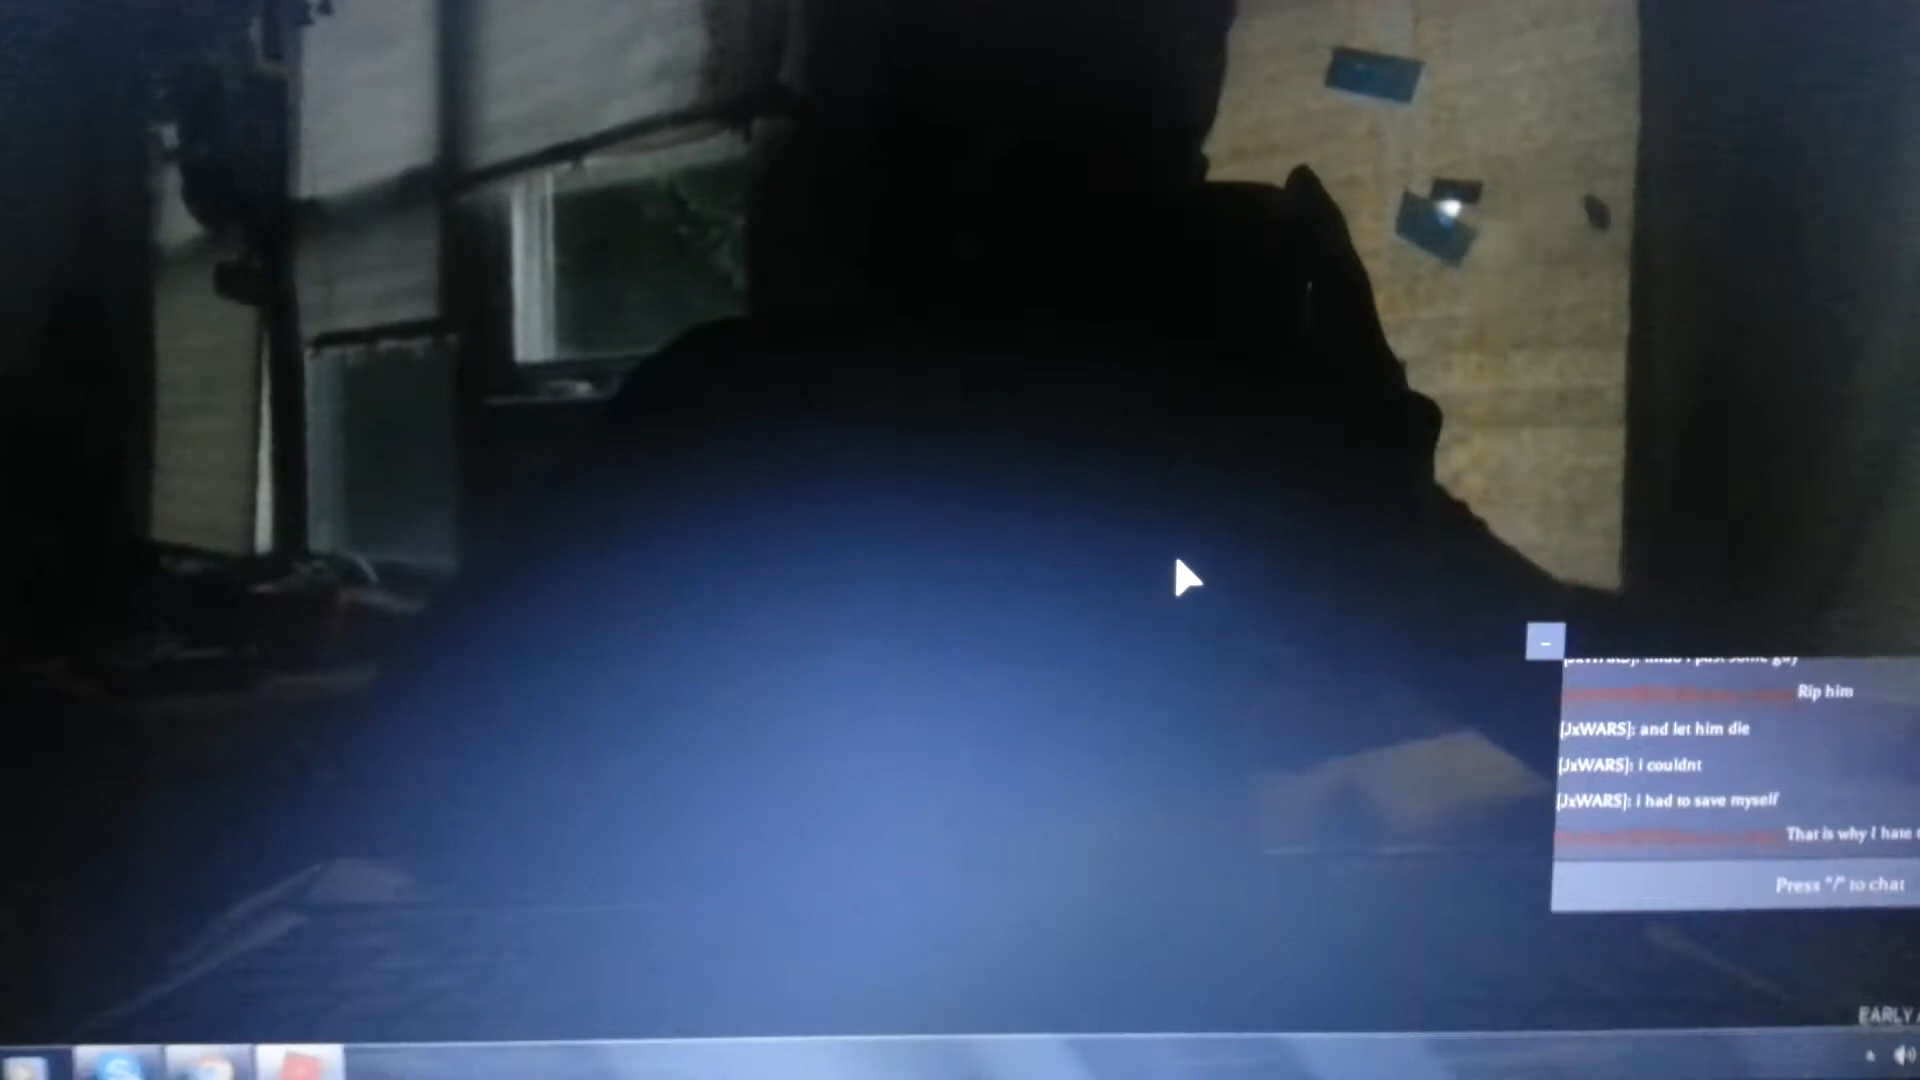 Rip him
[JxWARS]: and let him die
[JxWARS]: i couldnt
[JxWARS]: i had to save myself
That is why I hate
Press "/" to chat
EARLY